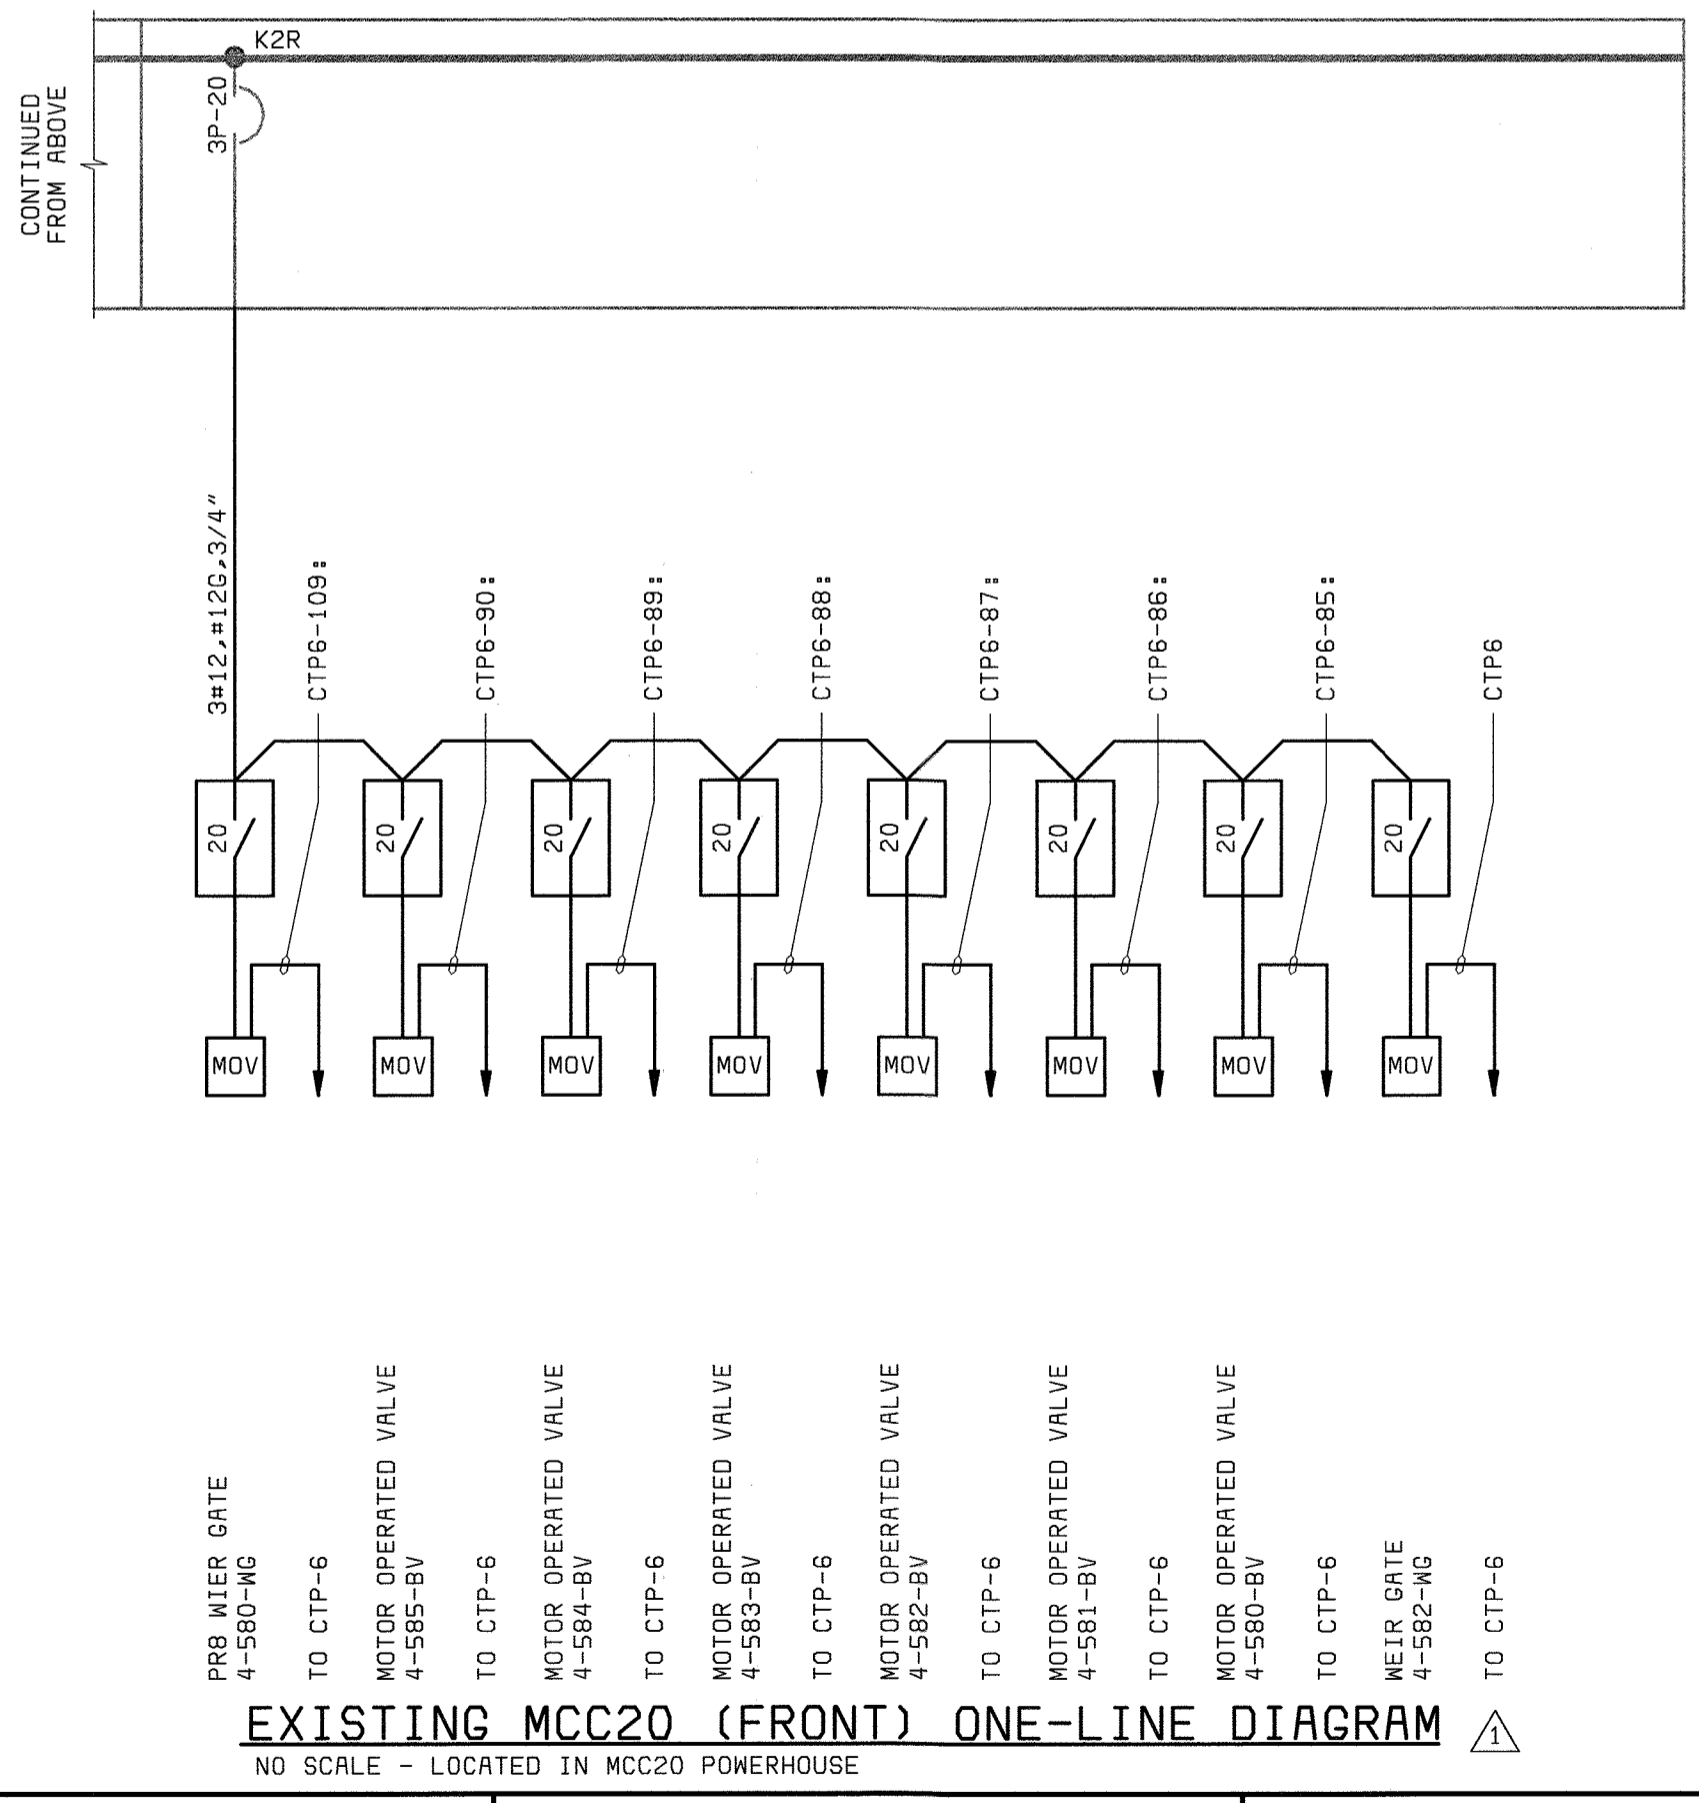 K2R
CONTINUED
FROM ABOVE
3P-20
3#12,#12G,3/4"
CTP6-109:
CTP6-90:
CTP6-89:
CTP6-88:
CTP6-87:
CTP6-86:
CTP6-85:
CTP6
20
20
20
20
20
20
20
20
MOV
MOV
MOV
MOV
MOV
MOV
MOV
MOV
PR8 WIER GATE
4-580-WG
TO CTP-6
MOTOR OPERATED VALVE
4-585-BV
TO CTP-6
MOTOR OPERATED VALVE
4-584-BV
TO CTP-6
MOTOR OPERATED VALVE
4-583-BV
TO CTP-6
MOTOR OPERATED VALVE
4-582-BV
TO CTP-6
MOTOR OPERATED VALVE
4-581-BV
TO CTP-6
MOTOR OPERATED VALVE
4-580-BV
TO CTP-6
WEIR GATE
4-582-WG
TO CTP-6
EXISTING MCC20 (FRONT) ONE-LINE DIAGRAM
1
NO SCALE - LOCATED IN MCC20 POWERHOUSE